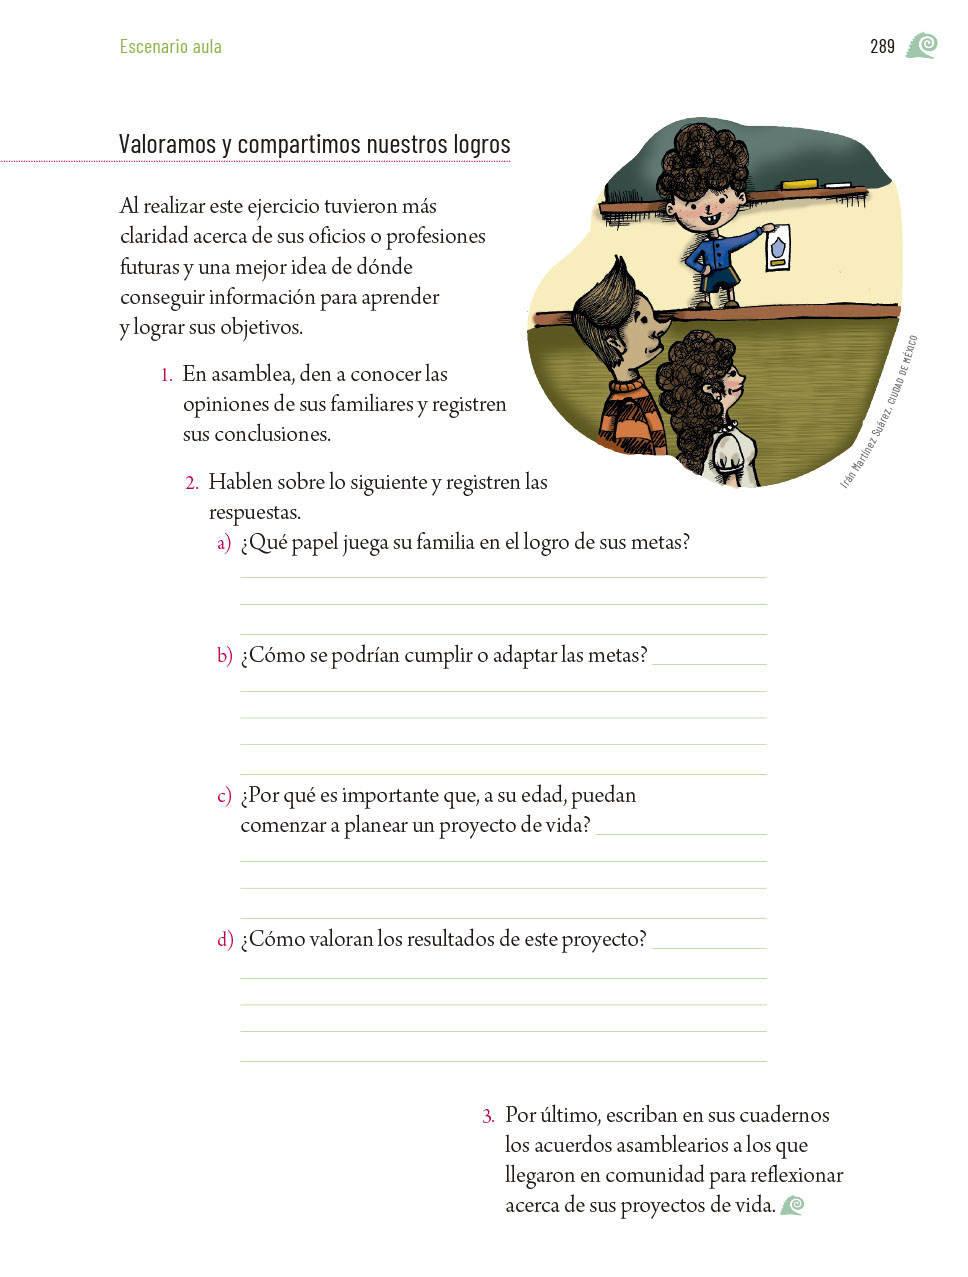 Escenario aula
289
Valoramos y compartimos nuestros logros
Al realizar este ejercicio tuvieron más
claridad acerca de sus oficios o profesiones
futuras y una mejor idea de dónde
conseguir información para aprender
y lograr sus objetivos.
1. En asamblea, den a conocer las
opiniones de sus familiares y registren
sus conclusiones.
Irán Martínez Suárez, CIUDAD DE MÉXICO
2. Hablen sobre lo siguiente y registren las
respuestas.
a) ¿Qué papel juega su familia en el logro de sus metas?
b) ¿Cómo se podrían cumplir o adaptar las metas?
c) ¿Por qué es importante que, a su edad, puedan
comenzar a planear un proyecto de vida?
d) ¿Cómo valoran los resultados de este proyecto?
3. Por último, escriban en sus cuadernos
los acuerdos asamblearios a los que
llegaron en comunidad para reflexionar
acerca de sus proyectos de vida.